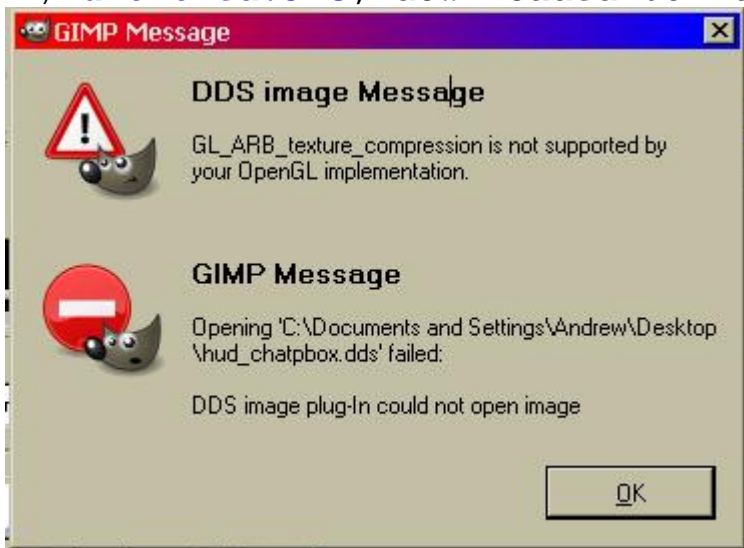 GIMP Message
DDS image Message
GL_ARB_texture_compression is not supported by
your OpenGL implementation.
GIMP Message
Opening 'C:\Documents and Settings\Andrew\Desktop
\hud_chatpbox.dds' failed:
DDS image plug-In could not open image
OK